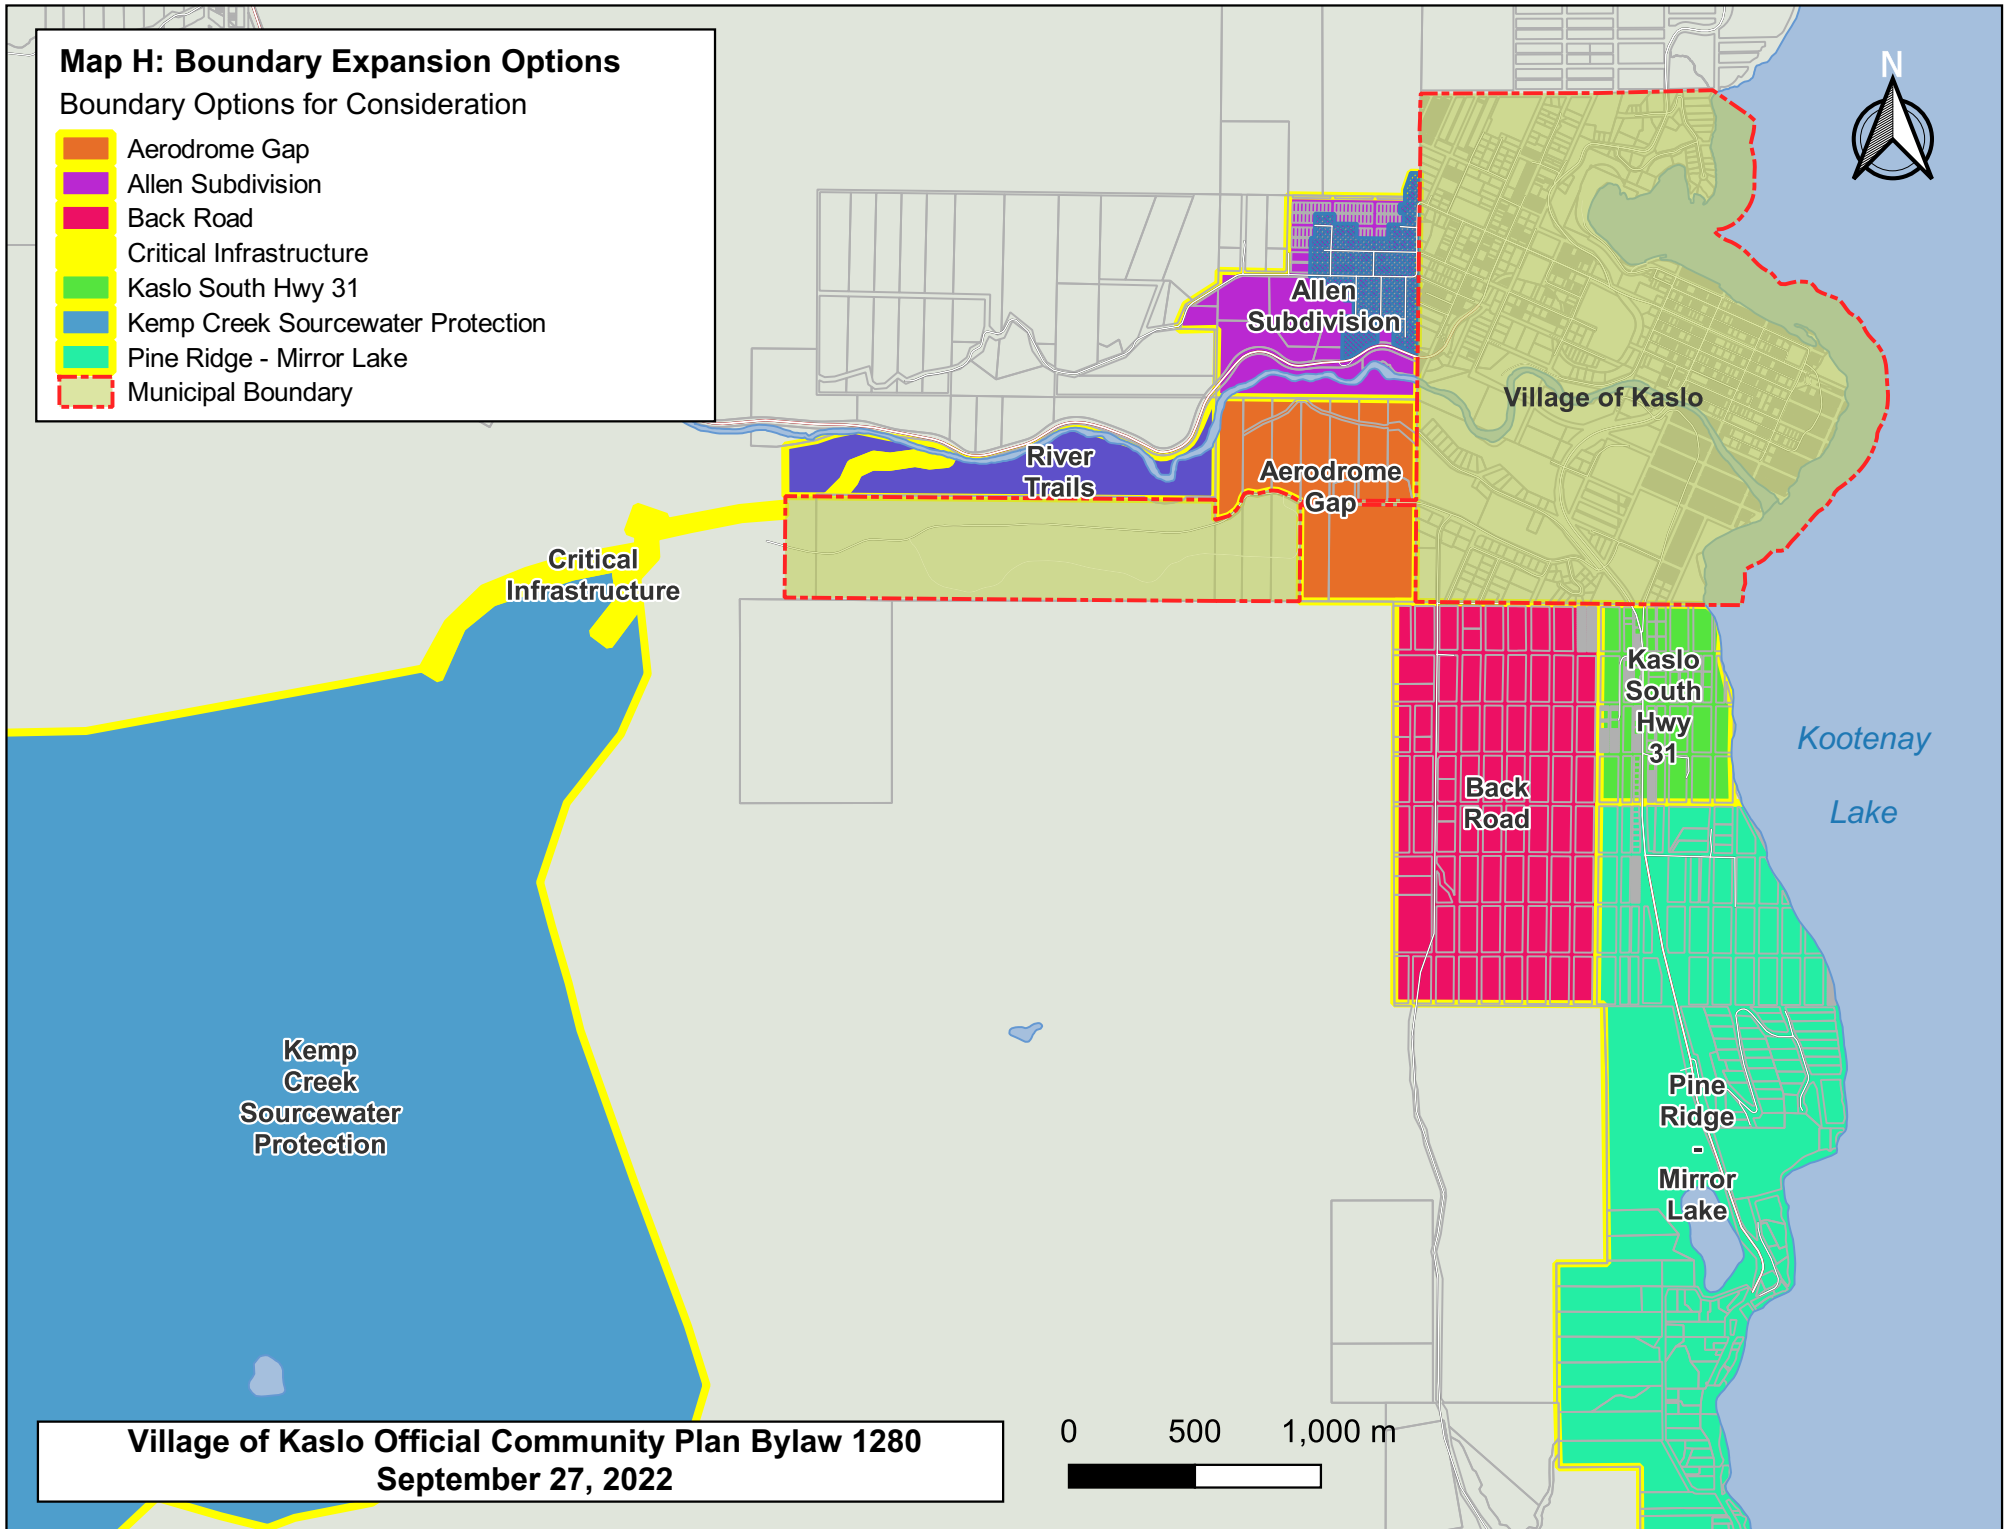 Map H: Boundary Expansion Options
Boundary Options for Consideration
Aerodrome Gap
Allen Subdivision
Back Road
Critical Infrastructure
Kaslo South Hwy 31
Kemp Creek Sourcewater Protection
Pine Ridge - Mirror Lake
Municipal Boundary
N
Allen
Subdivision
Village of Kaslo
River
Trails
Aerodrome
Gap
Critical
Infrastructure
Kaslo
South
Hwy
31
Kootenay
Lake
Back
Road
Kemp
Creek
Sourcewater
Protection
Pine
Ridge
-
Mirror
Lake
Village of Kaslo Official Community Plan Bylaw 1280
September 27, 2022
0 500 1,000 m